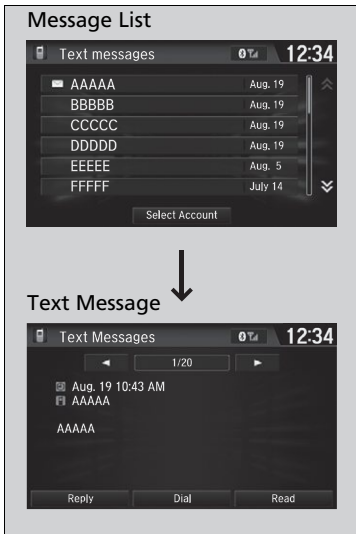 Message List
Text messages 12:34
AAAAA Aug. 19
BBBBB Aug. 19
CCCCC Aug. 19
DDDDD Aug. 19
EEEEE Aug. 5
FFFFF July 14
Select Account
Text Message
Text Messages 12:34
1/20
Aug. 19 10:43 AM
AAAAA
AAAAA
Reply Dial Read